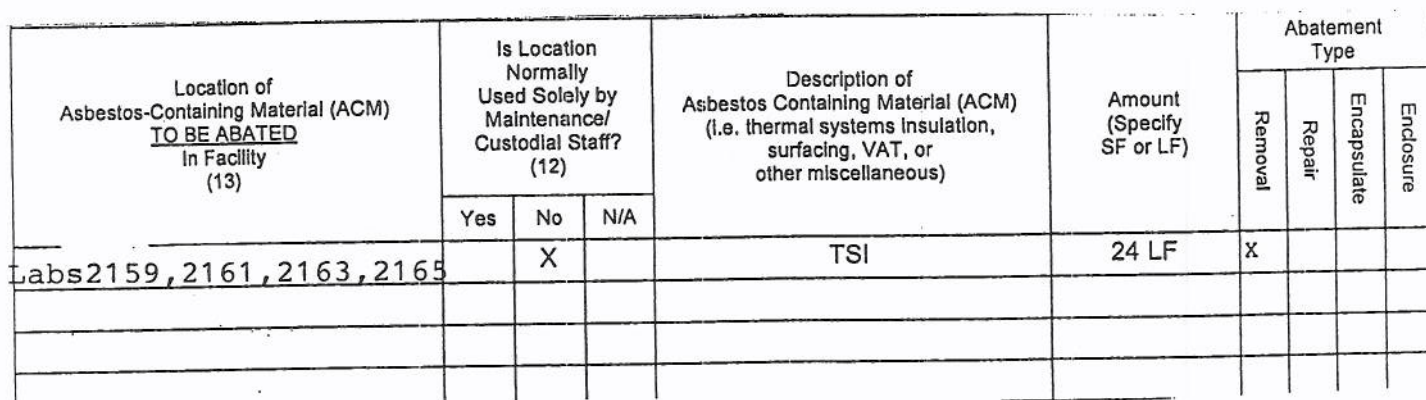 Location of
Asbestos-Containing Material (ACM)
TO BE ABATED
In Facility
(13)
Is Location
Normally
Used Solely by
Maintenance/
Custodial Staff?
(12)
Yes No N/A
Description of
Asbestos Containing Material (ACM)
(i.e. thermal systems insulation,
surfacing, VAT, or
other miscellaneous)
Amount
(Specify
SF or LF)
Abatement
Type
Removal
Repair
Encapsulate
Enclosure
Labs2159,2161,2163,2165 X TSI 24 LF X